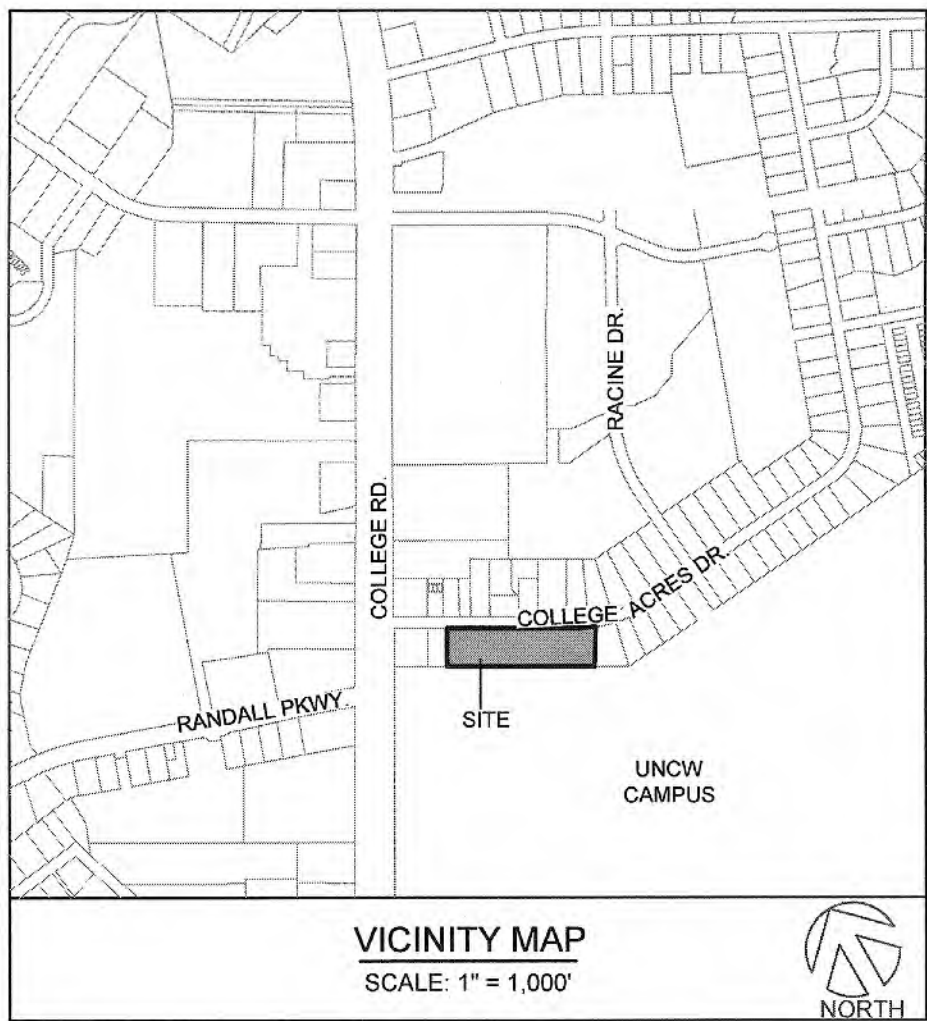 RACINE DR.
COLLEGE RD.
COLLEGE ACRES DR.
RANDALL PKWY.
SITE
UNCW
CAMPUS
VICINITY MAP
SCALE: 1" = 1,000'
NORTH